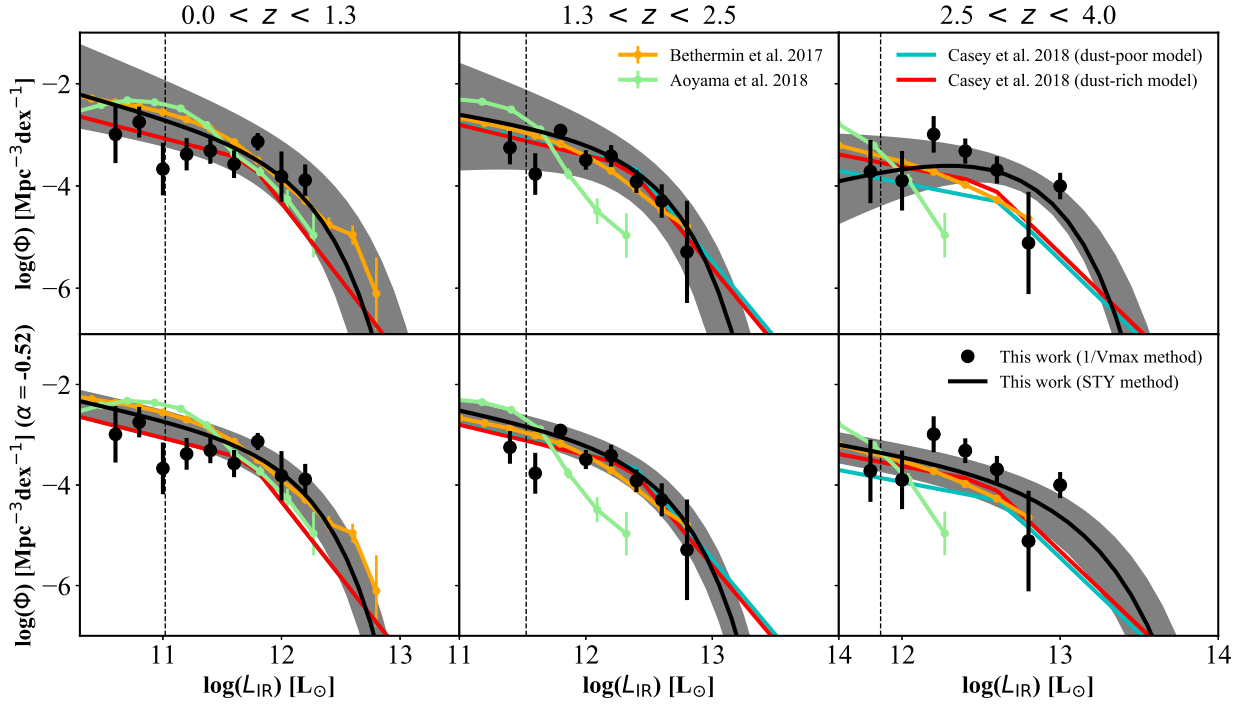 0.0 < z < 1.3
1.3 < z < 2.5
2.5 < z < 4.0
log(Φ) [Mpc⁻³dex⁻¹]
−2
−4
−6
Bethermin et al. 2017
Aoyama et al. 2018
Casey et al. 2018 (dust-poor model)
Casey et al. 2018 (dust-rich model)
log(Φ) [Mpc⁻³dex⁻¹] (α = -0.52)
−2
−4
−6
This work (1/Vmax method)
This work (STY method)
11 12 13 11 12 13 14 12 13 14
log(L_IR) [L_⊙]
log(L_IR) [L_⊙]
log(L_IR) [L_⊙]